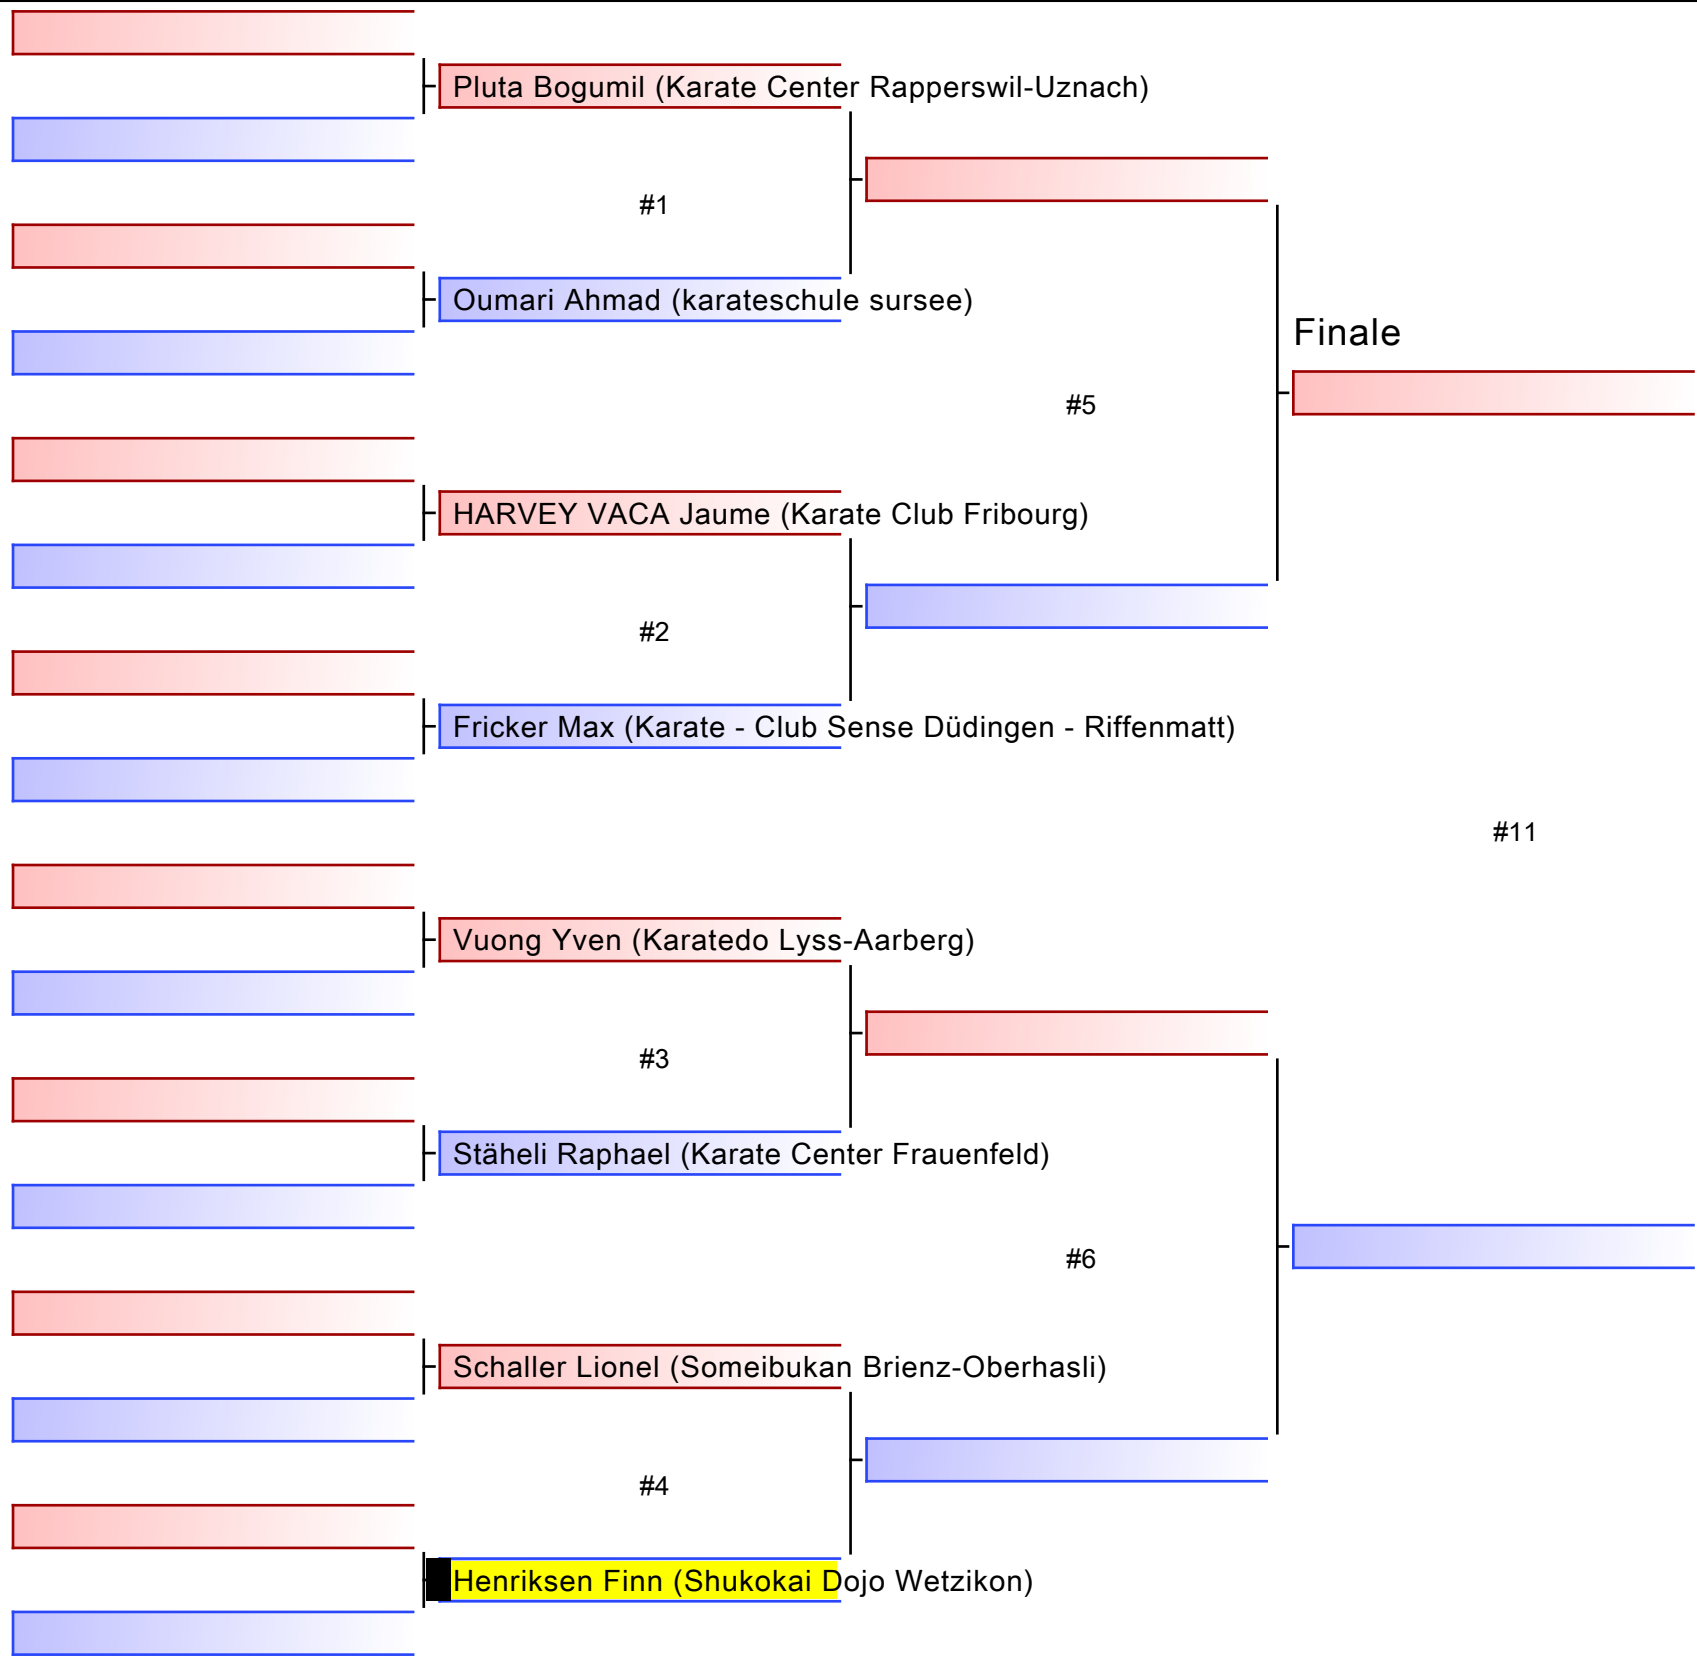 Pluta Bogumil (Karate Center Rapperswil-Uznach)
#1
Oumari Ahmad (karateschule sursee)
Finale
#5
HARVEY VACA Jaume (Karate Club Fribourg)
#2
Fricker Max (Karate - Club Sense Düdingen - Riffenmatt)
#11
Vuong Yven (Karatedo Lyss-Aarberg)
#3
Stäheli Raphael (Karate Center Frauenfeld)
#6
Schaller Lionel (Someibukan Brienz-Oberhasli)
#4
Henriksen Finn (Shukokai Dojo Wetzikon)